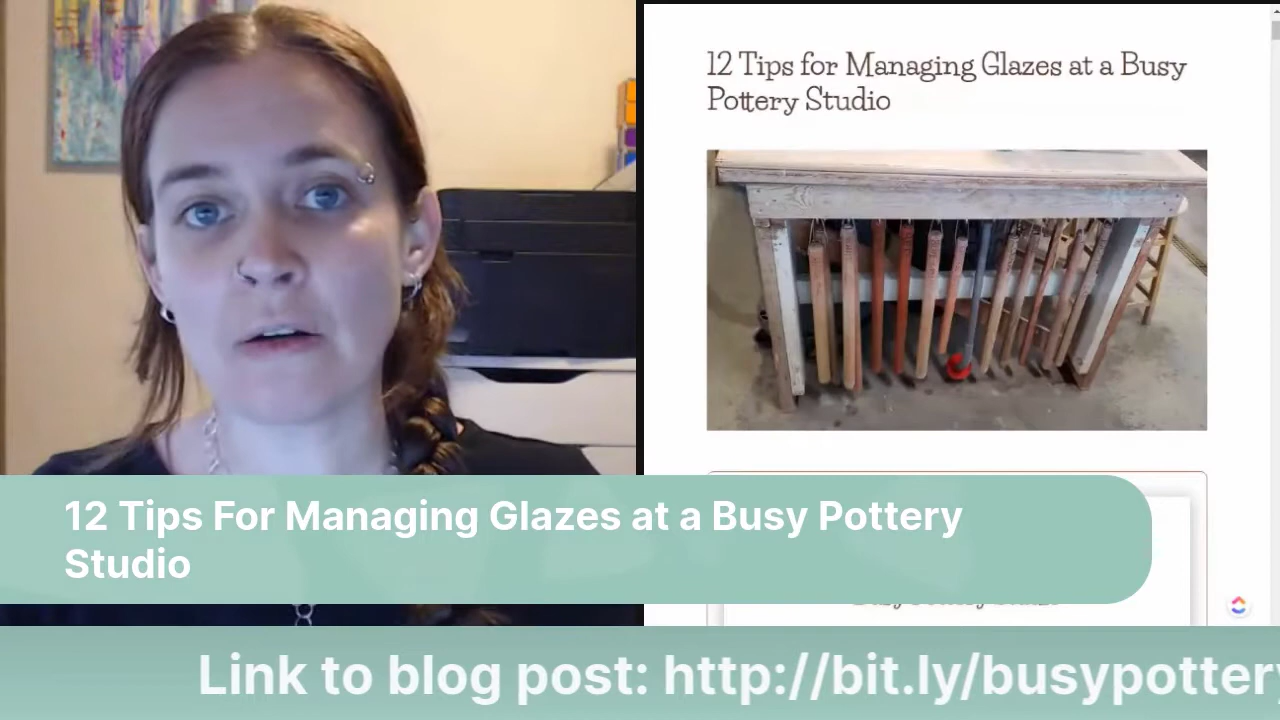 12 Tips for Managing Glazes at a Busy
Pottery Studio
12 Tips For Managing Glazes at a Busy Pottery
Studio
Link to blog post: http://bit.ly/busypottery